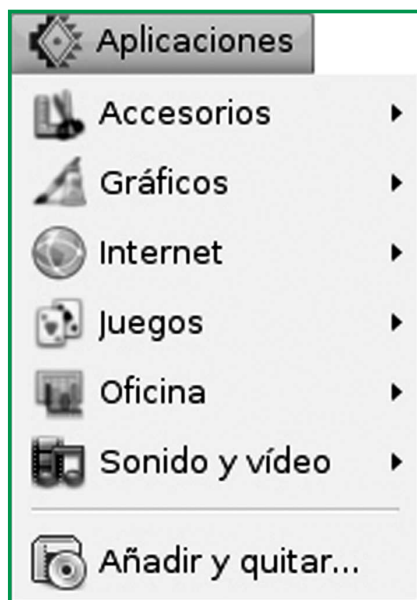 Aplicaciones
Accesorios
Gráficos
Internet
Juegos
Oficina
Sonido y vídeo
Añadir y quitar...